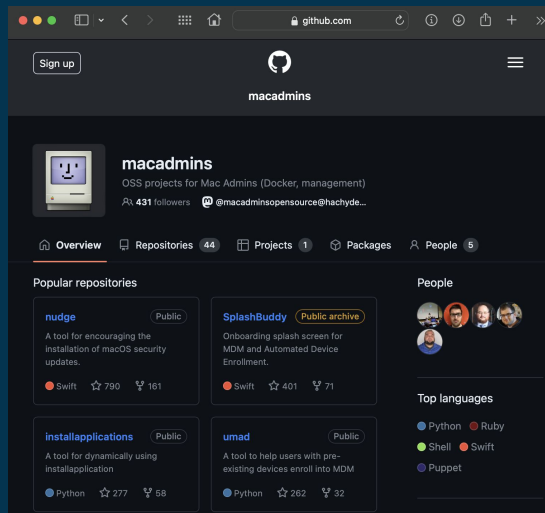 github.com
Sign up
macadmins
macadmins
OSS projects for Mac Admins (Docker, management)
431 followers @macadminsopensource@hachyde...
Overview Repositories 44 Projects 1 Packages People 5
Popular repositories
nudge Public
A tool for encouraging the
installation of macOS security
updates.
Swift 790 161
SplashBuddy Public archive
Onboarding splash screen for
MDM and Automated Device
Enrollment.
Swift 401 71
installapplications Public
A tool for dynamically using
installapplication
Python 277 58
umad Public
A tool to help users with pre-
existing devices enroll into MDM
Python 262 32
People
Top languages
Python Ruby
Shell Swift
Puppet